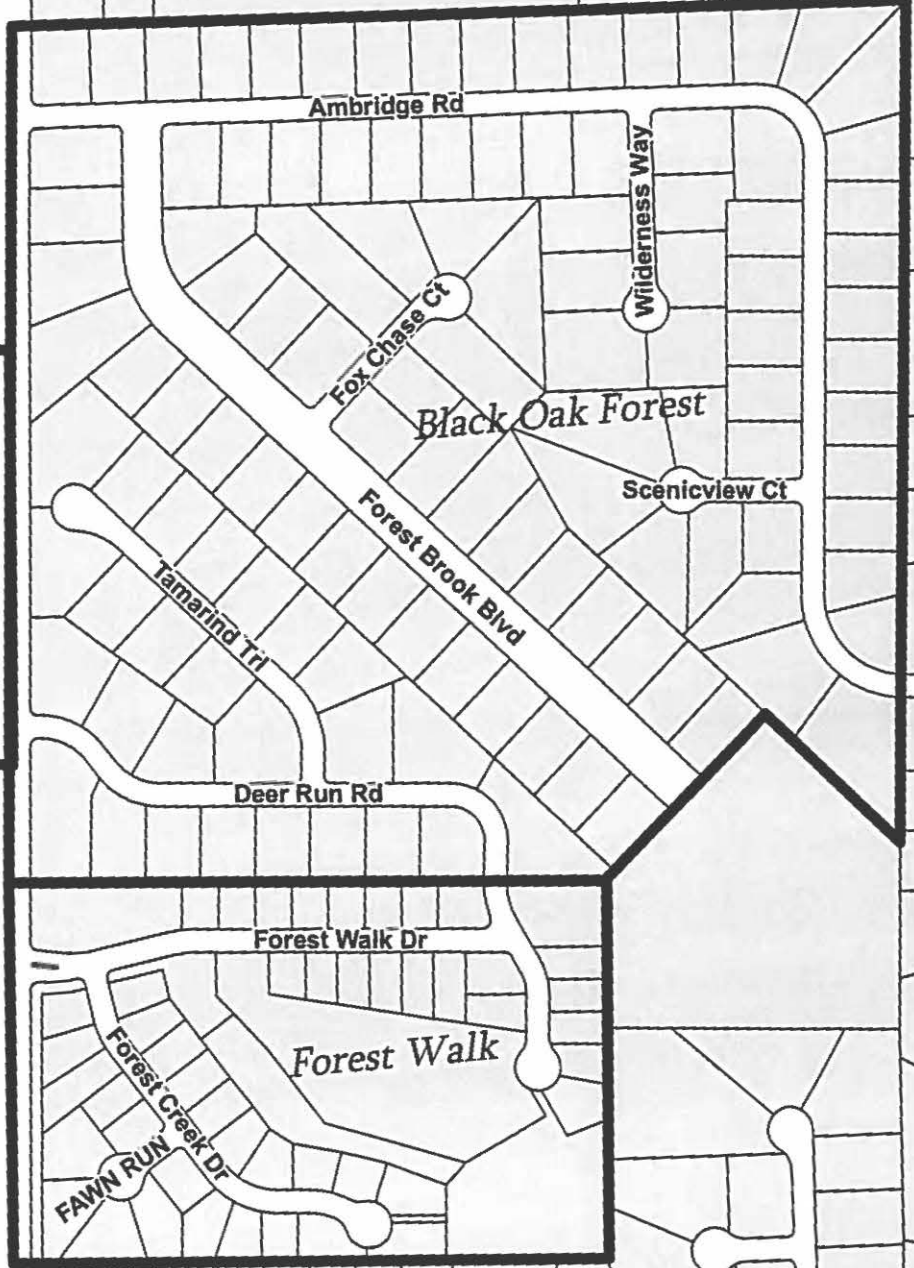 Ambridge Rd
Wilderness Way
Fox Chase Ct
Black Oak Forest
Scenicview Ct
Forest Brook Blvd
Tamarind Trl
Deer Run Rd
Forest Walk Dr
Forest Walk
Forest Creek Dr
FAWN RUN